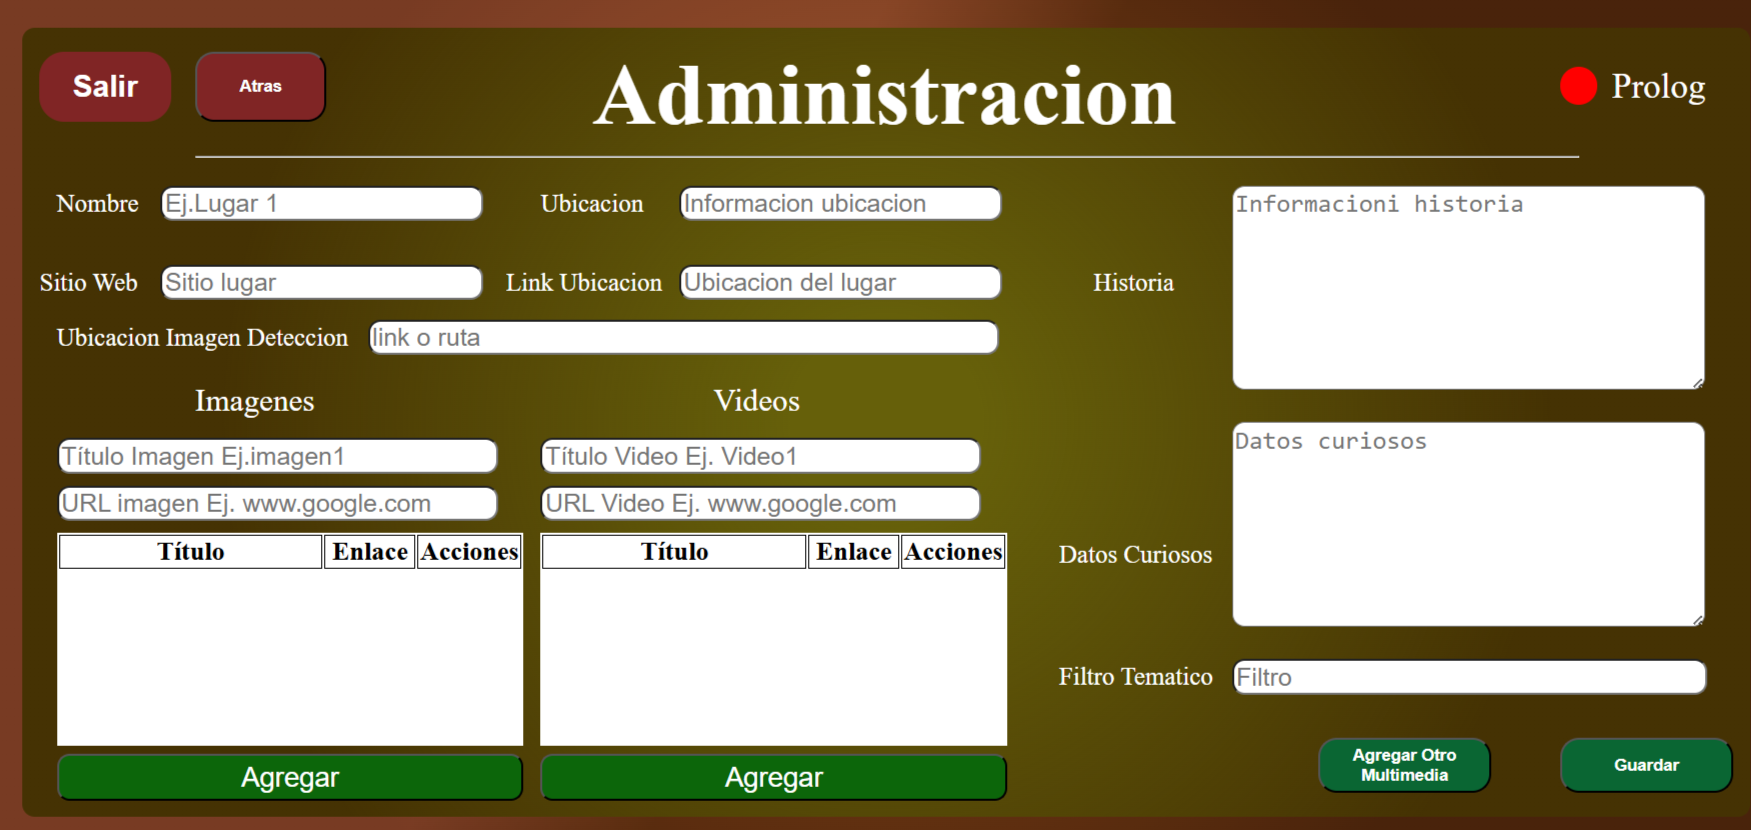 Salir
Atras
Administracion
Prolog
Nombre
Ej.Lugar 1
Ubicacion
Informacion ubicacion
Sitio Web
Sitio lugar
Link Ubicacion
Ubicacion del lugar
Ubicacion Imagen Deteccion
link o ruta
Imagenes
Título Imagen Ej.imagen1
URL imagen Ej. www.google.com
Título Enlace Acciones
Agregar
Videos
Título Video Ej. Video1
URL Video Ej. www.google.com
Título Enlace Acciones
Agregar
Historia
Informacioni historia
Datos Curiosos
Datos curiosos
Filtro Tematico
Filtro
Agregar Otro
Multimedia
Guardar